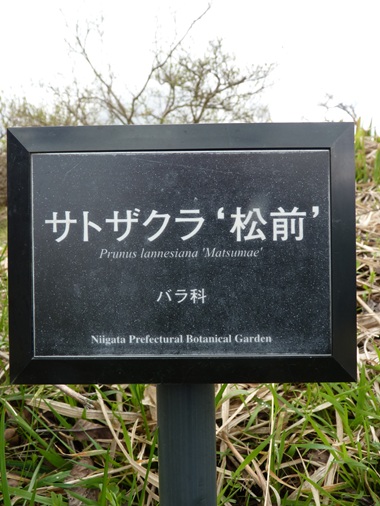 サトザクラ‘松前’
Prunus lannesiana 'Matsumae'
バラ科
Niigata Prefectural Botanical Garden